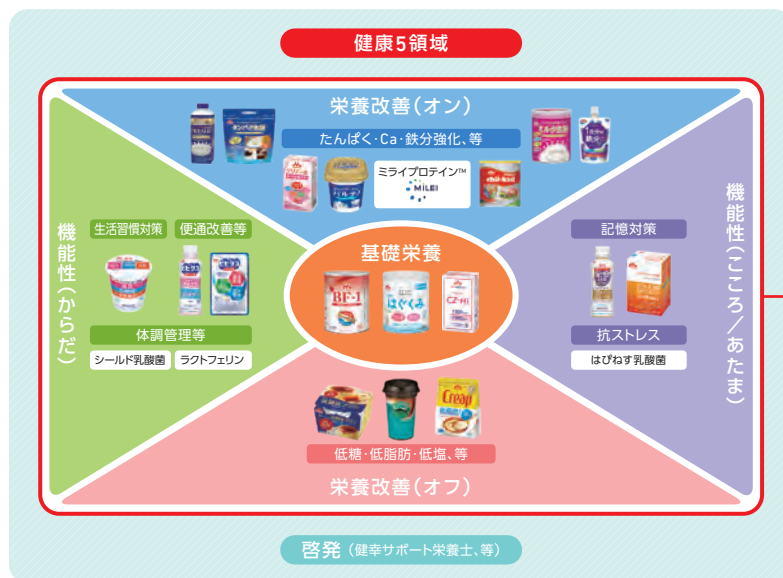 健康5領域
栄養改善(オン)
たんぱく・Ca・鉄分強化、等
ミライプロテイン™
MiLEI
機能性(からだ)
生活習慣対策
便通改善等
体調管理等
シールド乳酸菌
ラクトフェリン
基礎栄養
BF-1
はぐくみ
CZ-Hi
記憶対策
抗ストレス
はぴねす乳酸菌
機能性(こころ/あたま)
Creap
低糖・低脂肪・低塩、等
栄養改善(オフ)
啓発(健幸サポート栄養士、等)